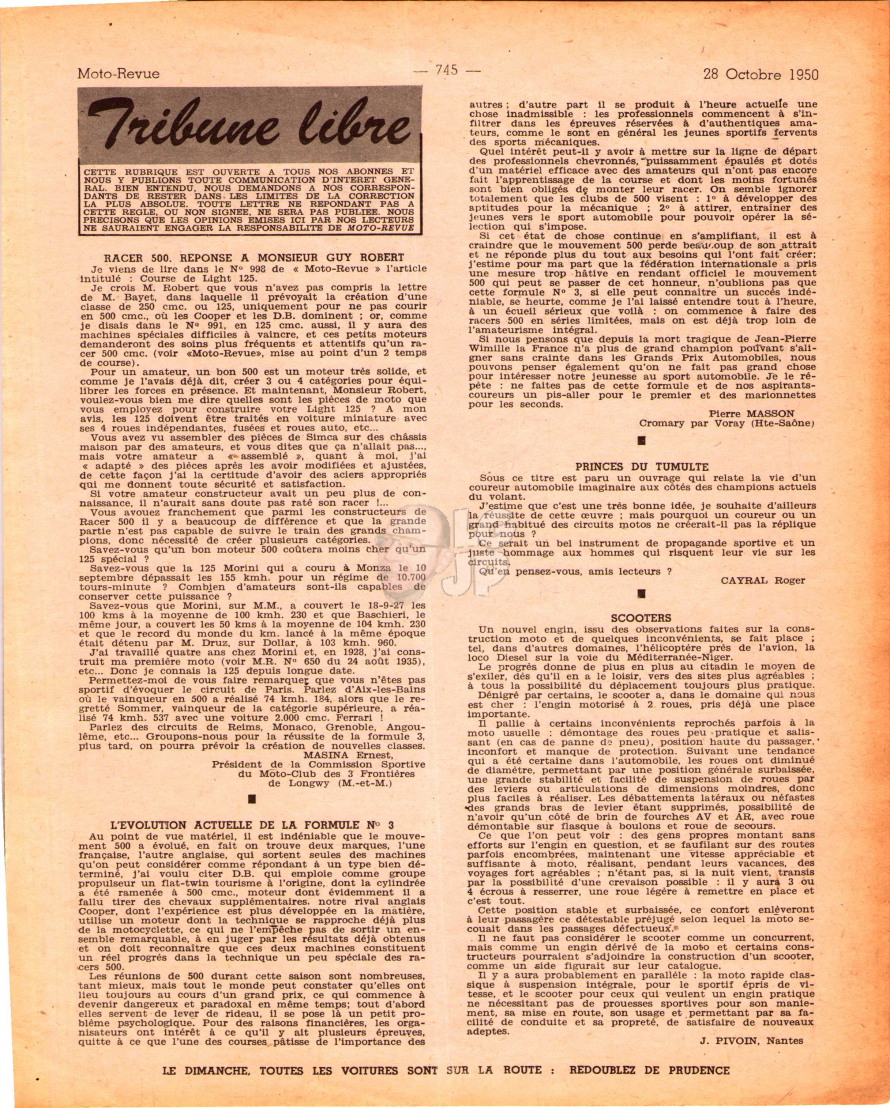 Moto-Revue
— 745 —
28 Octobre 1950
Tribune libre
CETTE RUBRIQUE EST OUVERTE A TOUS NOS ABONNES ET
NOUS Y PUBLIONS TOUTE COMMUNICATION D'INTERET GENE-
RAL. BIEN ENTENDU, NOUS DEMANDONS A NOS CORRESPON-
DANTS DE RESTER DANS LES LIMITES DE LA CORRECTION
LA PLUS ABSOLUE. TOUTE LETTRE NE REPONDANT PAS A
CETTE REGLE, OU NON SIGNEE, NE SERA PAS PUBLIEE. NOUS
PRECISONS QUE LES OPINIONS EMISES ICI PAR NOS LECTEURS
NE SAURAIENT ENGAGER LA RESPONSABILITE DE MOTO-REVUE
RACER 500. REPONSE A MONSIEUR GUY ROBERT
Je viens de lire dans le N° 998 de « Moto-Revue » l'article
intitulé : Course de Light 125.
Je crois M. Robert que vous n'avez pas compris la lettre
de M. Bayet, dans laquelle il prévoyait la création d'une
classe de 250 cmc. ou 125, uniquement pour ne pas courir
en 500 cmc., où les Cooper et les D.B. dominent ; or, comme
je disais dans le N° 991, en 125 cmc. aussi, il y aura des
machines spéciales difficiles à vaincre, et ces petits moteurs
demanderont des soins plus fréquents et attentifs qu'un ra-
cer 500 cmc. (voir «Moto-Revue», mise au point d'un 2 temps
de course).
Pour un amateur, un bon 500 est un moteur très solide, et
comme je l'avais déjà dit, créer 3 ou 4 catégories pour équi-
librer les forces en présence. Et maintenant, Monsieur Robert,
voulez-vous bien me dire quelles sont les pièces de moto que
vous employez pour construire votre Light 125 ? A mon
avis, les 125 doivent être traités en voiture miniature avec
ses 4 roues indépendantes, fusées et roues auto, etc...
Vous avez vu assembler des pièces de Simca sur des châssis
maison par des amateurs, et vous dites que ça n'allait pas...,
mais votre amateur a « assemblé », quant à moi, j'ai
« adapté » des pièces après les avoir modifiées et ajustées,
de cette façon j'ai la certitude d'avoir des aciers appropriés
qui me donnent toute sécurité et satisfaction.
Si votre amateur constructeur avait un peu plus de con-
naissance, il n'aurait sans doute pas raté son racer !...
Vous avouez franchement que parmi les constructeurs de
Racer 500 il y a beaucoup de différence et que la grande
partie n'est pas capable de suivre le train des grands cham-
pions, donc nécessité de créer plusieurs catégories.
Savez-vous qu'un bon moteur 500 coûtera moins cher qu'un
125 spécial ?
Savez-vous que la 125 Morini qui a couru à Monza le 10
septembre dépassait les 155 kmh. pour un régime de 10.700
tours-minute ? Combien d'amateurs sont-ils capables de
conserver cette puissance ?
Savez-vous que Morini, sur M.M., a couvert le 18-9-27 les
100 kms à la moyenne de 100 kmh. 230 et que Baschieri, le
même jour, a couvert les 50 kms à la moyenne de 104 kmh. 230
et que le record du monde du km. lancé à la même époque
était détenu par M. Druz, sur Dollar, à 103 kmh. 960.
J'ai travaillé quatre ans chez Morini et, en 1928, j'ai cons-
truit ma première moto (voir M.R. N° 650 du 24 août 1935),
etc... Donc je connais la 125 depuis longue date.
Permettez-moi de vous faire remarquer que vous n'êtes pas
sportif d'évoquer le circuit de Paris. Parlez d'Aix-les-Bains
où le vainqueur en 500 a réalisé 74 kmh. 184, alors que le re-
gretté Sommer, vainqueur de la catégorie supérieure, a réa-
lisé 74 kmh. 537 avec une voiture 2.000 cmc. Ferrari !
Parlez des circuits de Reims, Monaco, Grenoble, Angou-
lême, etc... Groupons-nous pour la réussite de la formule 3,
plus tard, on pourra prévoir la création de nouvelles classes.
MASINA Ernest,
Président de la Commission Sportive
du Moto-Club des 3 Frontières
de Longwy (M.-et-M.)
L'EVOLUTION ACTUELLE DE LA FORMULE N° 3
Au point de vue matériel, il est indéniable que le mouve-
ment 500 a évolué, en fait on trouve deux marques, l'une
française, l'autre anglaise, qui sortent seules des machines
qu'on peut considérer comme répondant à un type bien dé-
terminé, j'ai voulu citer D.B. qui emploie comme groupe
propulseur un flat-twin tourisme à l'origine, dont la cylindrée
a été ramenée à 500 cmc., moteur dont évidemment il a
fallu tirer des chevaux supplémentaires. notre rival anglais
Cooper, dont l'expérience est plus développée en la matière,
utilise un moteur dont la technique se rapproche déjà plus
de la motocyclette, ce qui ne l'empêche pas de sortir un en-
semble remarquable, à en juger par les résultats déjà obtenus
et on doit reconnaître que ces deux machines constituent
un réel progrès dans la technique un peu spéciale des ra-
cers 500.
Les réunions de 500 durant cette saison sont nombreuses,
tant mieux, mais tout le monde peut constater qu'elles ont
lieu toujours au cours d'un grand prix, ce qui commence à
devenir dangereux et paradoxal en même temps; tout d'abord
elles servent de lever de rideau, il se pose là un petit pro-
blème psychologique. Pour des raisons financières, les orga-
nisateurs ont intérêt à ce qu'il y ait plusieurs épreuves,
quitte à ce que l'une des courses pâtisse de l'importance des
autres ; d'autre part il se produit à l'heure actuelle une
chose inadmissible : les professionnels commencent à s'in-
filtrer dans les épreuves réservées à d'authentiques ama-
teurs, comme le sont en général les jeunes sportifs fervents
des sports mécaniques.
Quel intérêt peut-il y avoir à mettre sur la ligne de départ
des professionnels chevronnés, puissamment épaulés et dotés
d'un matériel efficace avec des amateurs qui n'ont pas encore
fait l'apprentissage de la course et dont les moins fortunés
sont bien obligés de monter leur racer. On semble ignorer
totalement que les clubs de 500 visent : 1° à développer des
aptitudes pour la mécanique ; 2° à attirer, entraîner des
jeunes vers le sport automobile pour pouvoir opérer la sé-
lection qui s'impose.
Si cet état de chose continue en s'amplifiant, il est à
craindre que le mouvement 500 perde beaucoup de son attrait
et ne réponde plus du tout aux besoins qui l'ont fait créer;
j'estime pour ma part que la fédération internationale a pris
une mesure trop hâtive en rendant officiel le mouvement
500 qui peut se passer de cet honneur, n'oublions pas que
cette formule N° 3, si elle peut connaître un succès indé-
niable, se heurte, comme je l'ai laissé entendre tout à l'heure,
à un écueil sérieux que voilà : on commence à faire des
racers 500 en séries limitées, mais on est déjà trop loin de
l'amateurisme intégral.
Si nous pensons que depuis la mort tragique de Jean-Pierre
Wimille la France n'a plus de grand champion pouvant s'ali-
gner sans crainte dans les Grands Prix Automobiles, nous
pouvons penser également qu'on ne fait pas grand chose
pour intéresser notre jeunesse au sport automobile. Je le ré-
pète : ne faites pas de cette formule et de nos aspirants-
coureurs un pis-aller pour le premier et des marionnettes
pour les seconds.
Pierre MASSON
Cromary par Voray (Hte-Saône)
PRINCES DU TUMULTE
Sous ce titre est paru un ouvrage qui relate la vie d'un
coureur automobile imaginaire aux côtés des champions actuels
du volant.
J'estime que c'est une très bonne idée, je souhaite d'ailleurs
la réussite de cette œuvre ; mais pourquoi un coureur ou un
grand habitué des circuits motos ne créerait-il pas la réplique
pour nous ?
Ce serait un bel instrument de propagande sportive et un
juste hommage aux hommes qui risquent leur vie sur les
circuits.
Qu'en pensez-vous, amis lecteurs ?
CAYRAL Roger
SCOOTERS
Un nouvel engin, issu des observations faites sur la cons-
truction moto et de quelques inconvénients, se fait place ;
tel, dans d'autres domaines, l'hélicoptère près de l'avion, la
loco Diesel sur la voie du Méditerranée-Niger.
Le progrès donne de plus en plus au citadin le moyen de
s'exiler, dès qu'il en a le loisir, vers des sites plus agréables ;
à tous la possibilité du déplacement toujours plus pratique.
Dénigré par certains, le scooter a, dans le domaine qui nous
est cher : l'engin motorisé à 2 roues, pris déjà une place
importante.
Il pallie à certains inconvénients reprochés parfois à la
moto usuelle : démontage des roues peu pratique et salis-
sant (en cas de panne de pneu), position haute du passager,
inconfort et manque de protection. Suivant une tendance
qui a été certaine dans l'automobile, les roues ont diminué
de diamètre, permettant par une position générale surbaissée,
une grande stabilité et facilité de suspension de roues par
des leviers ou articulations de dimensions moindres, donc
plus faciles à réaliser. Les débattements latéraux ou néfastes
des grands bras de levier étant supprimés, possibilité de
n'avoir qu'un côté de brin de fourches AV et AR, avec roue
démontable sur flasque à boulons et roue de secours.
Ce que l'on peut voir : des gens propres montant sans
efforts sur l'engin en question, et se faufilant sur des routes
parfois encombrées, maintenant une vitesse appréciable et
suffisante à moto, réalisant, pendant leurs vacances, des
voyages fort agréables ; n'étant pas, si la nuit vient, transis
par la possibilité d'une crevaison possible : il y aura 3 ou
4 écrous à resserrer, une roue légère à remettre en place et
c'est tout.
Cette position stable et surbaissée, ce confort enlèveront
à leur passagère ce détestable préjugé selon lequel la moto se-
couait dans les passages défectueux.
Il ne faut pas considérer le scooter comme un concurrent,
mais comme un engin dérivé de la moto et certains cons-
tructeurs pourraient s'adjoindre la construction d'un scooter,
comme un aide figurait sur leur catalogue.
Il y a aura probablement en parallèle : la moto rapide clas-
sique à suspension intégrale, pour le sportif épris de vi-
tesse, et le scooter pour ceux qui veulent un engin pratique
ne nécessitant pas de prouesses sportives pour son manie-
ment, sa mise en route, son usage et permettant par sa fa-
cilité de conduite et sa propreté, de satisfaire de nouveaux
adeptes.
J. PIVOIN, Nantes
LE DIMANCHE, TOUTES LES VOITURES SONT SUR LA ROUTE : REDOUBLEZ DE PRUDENCE